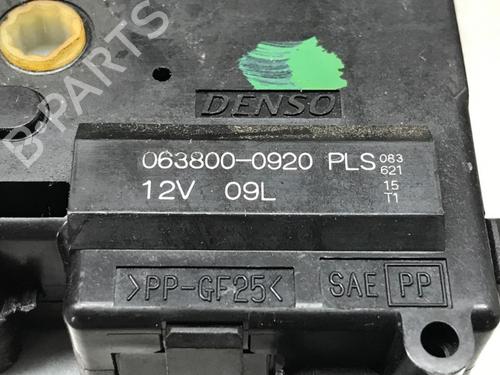 B-PARTS
DENSO
063800-0920 PLS 083 621
12V 09L 15 T1
>PP-GF25< SAE PP